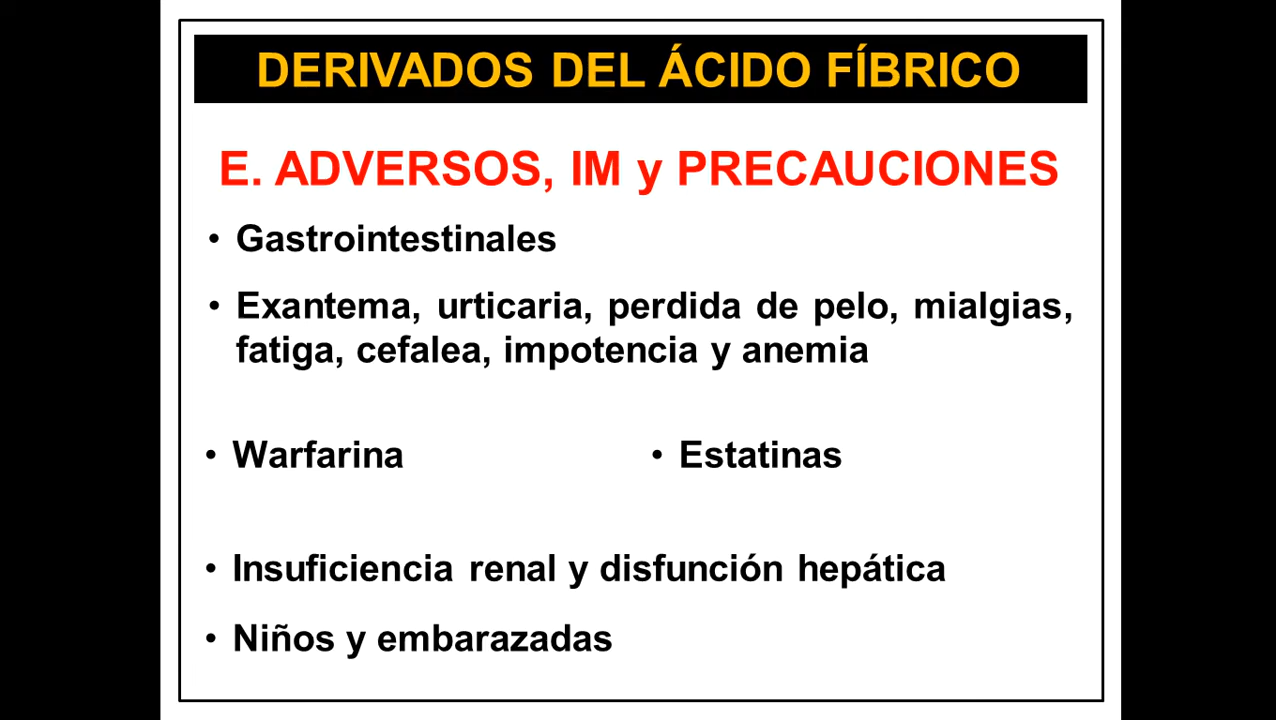 DERIVADOS DEL ÁCIDO FÍBRICO
E. ADVERSOS, IM y PRECAUCIONES
• Gastrointestinales
• Exantema, urticaria, perdida de pelo, mialgias,
fatiga, cefalea, impotencia y anemia
• Warfarina
• Estatinas
• Insuficiencia renal y disfunción hepática
• Niños y embarazadas